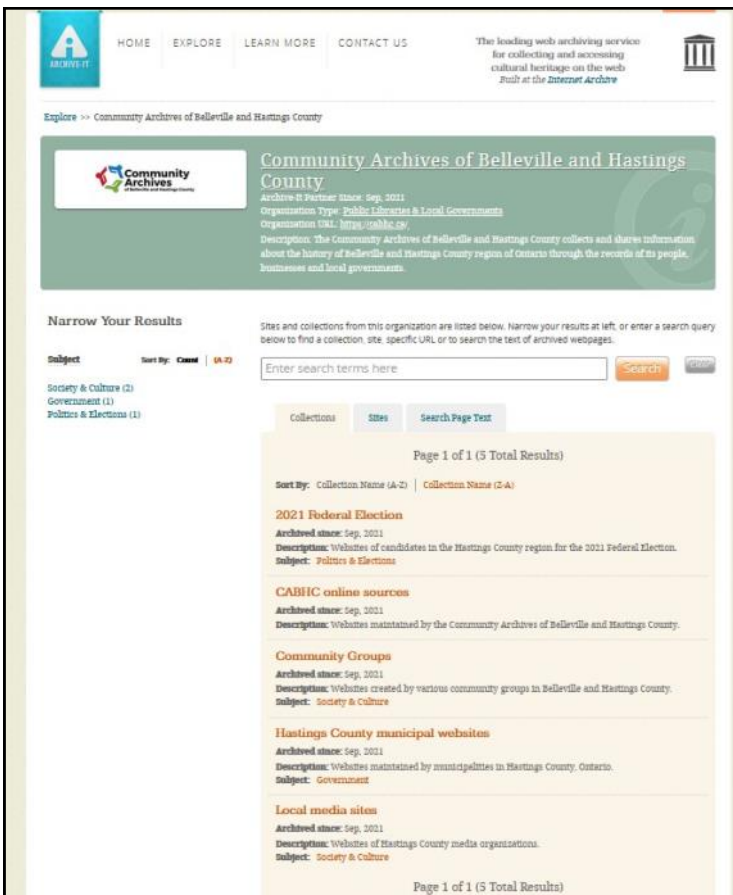 ARCHIVE-IT
HOME EXPLORE LEARN MORE CONTACT US
The leading web archiving service
for collecting and accessing
cultural heritage on the web
Built at the Internet Archive
Explore >> Community Archives of Belleville and Hastings County
Community
Archives
of Belleville and Hastings County
Community Archives of Belleville and Hastings
County
Archive-It Partner Since: Sep, 2021
Organization Type: Public Libraries & Local Governments
Organization URL: https://cabhc.ca/
Description: The Community Archives of Belleville and Hastings County collects and shares information
about the history of Belleville and Hastings County region of Ontario through the records of its people,
businesses and local governments.
Narrow Your Results
Subject Sort By: Count | (A-Z)
Society & Culture (2)
Government (1)
Politics & Elections (1)
Sites and collections from this organization are listed below. Narrow your results at left, or enter a search query
below to find a collection, site, specific URL or to search the text of archived webpages.
Enter search terms here Search Clear
Collections Sites Search Page Text
Page 1 of 1 (5 Total Results)
Sort By: Collection Name (A-Z) | Collection Name (Z-A)
2021 Federal Election
Archived since: Sep, 2021
Description: Websites of candidates in the Hastings County region for the 2021 Federal Election.
Subject: Politics & Elections
CABHC online sources
Archived since: Sep, 2021
Description: Websites maintained by the Community Archives of Belleville and Hastings County.
Community Groups
Archived since: Sep, 2021
Description: Websites created by various community groups in Belleville and Hastings County.
Subject: Society & Culture
Hastings County municipal websites
Archived since: Sep, 2021
Description: Websites maintained by municipelities in Hastings County, Ontario.
Subject: Government
Local media sites
Archived since: Sep, 2021
Description: Websites of Hastings County media organizations.
Subject: Society & Culture
Page 1 of 1 (5 Total Results)